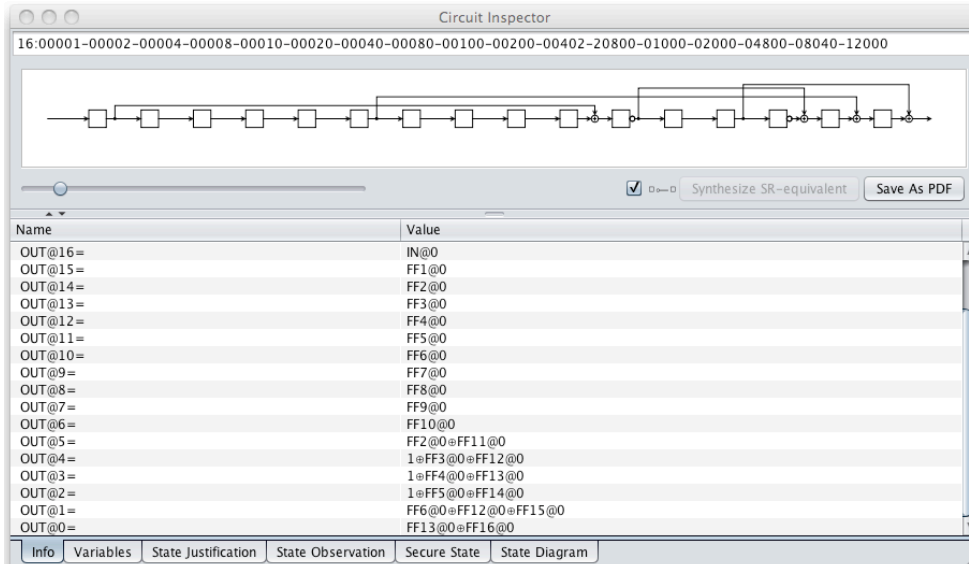 Circuit Inspector
16:00001-00002-00004-00008-00010-00020-00040-00080-00100-00200-00402-20800-01000-02000-04800-08040-12000
Synthesize SR-equivalent Save As PDF
Name Value
OUT@16= IN@0
OUT@15= FF1@0
OUT@14= FF2@0
OUT@13= FF3@0
OUT@12= FF4@0
OUT@11= FF5@0
OUT@10= FF6@0
OUT@9= FF7@0
OUT@8= FF8@0
OUT@7= FF9@0
OUT@6= FF10@0
OUT@5= FF2@0⊕FF11@0
OUT@4= 1⊕FF3@0⊕FF12@0
OUT@3= 1⊕FF4@0⊕FF13@0
OUT@2= 1⊕FF5@0⊕FF14@0
OUT@1= FF6@0⊕FF12@0⊕FF15@0
OUT@0= FF13@0⊕FF16@0
Info Variables State Justification State Observation Secure State State Diagram